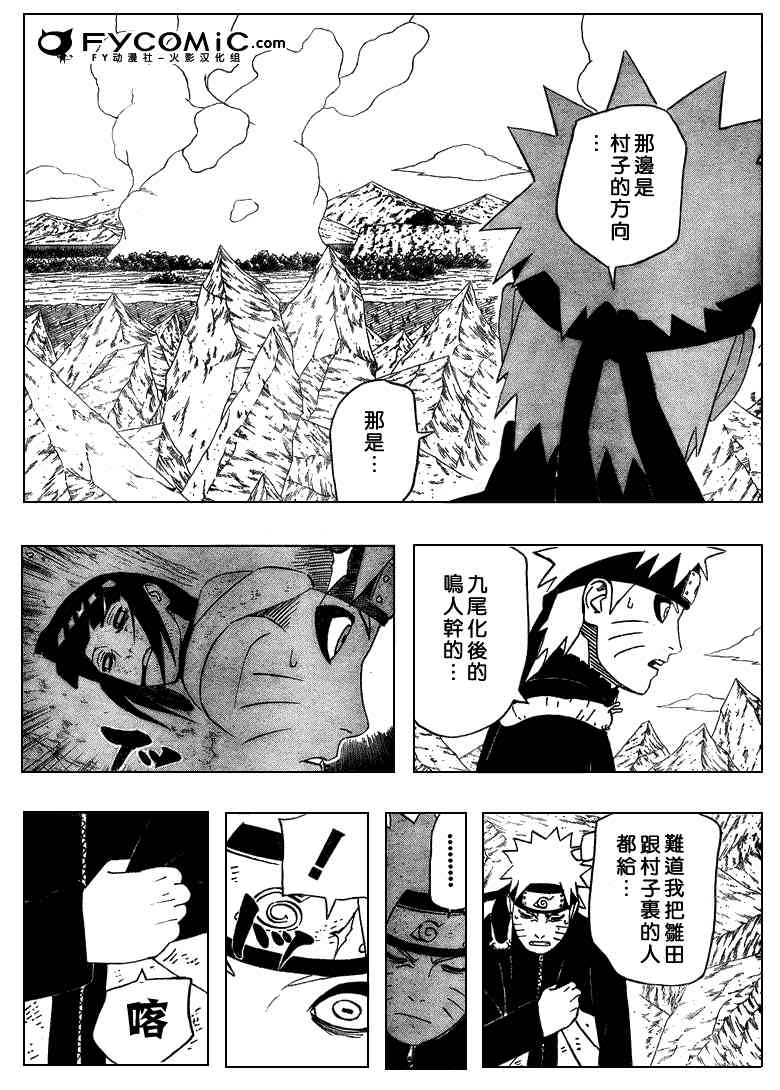 FYCOMIC.com
FY动漫社-火影汉化组
那邊是
村子的方向
…
那是…
九尾化後的
鳴人幹的…
難道我把雛田
跟村子裏的人
都給…
………
!
喀